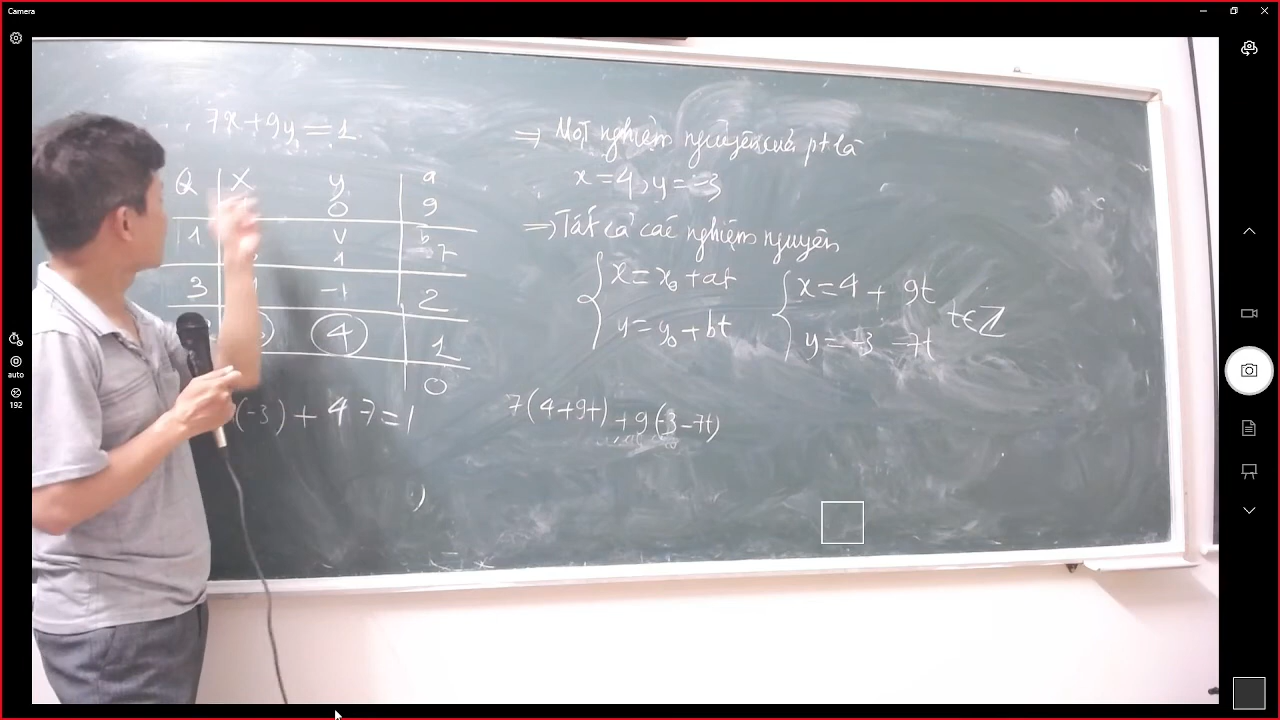 Camera
7x+9y=1
Q x y a
0 9
1 v b
1 7
3 -1 2
4 1
0
(-3) + 4 7 = 1
=> Một nghiệm nguyên của pt là
x=4, y=-3
=> Tất cả các nghiệm nguyên
x = x₀ + at
y = y₀ + bt
x = 4 + 9t
y = -3 -7t
t∈Z
7(4+9t) + 9(-3-7t)
auto
192